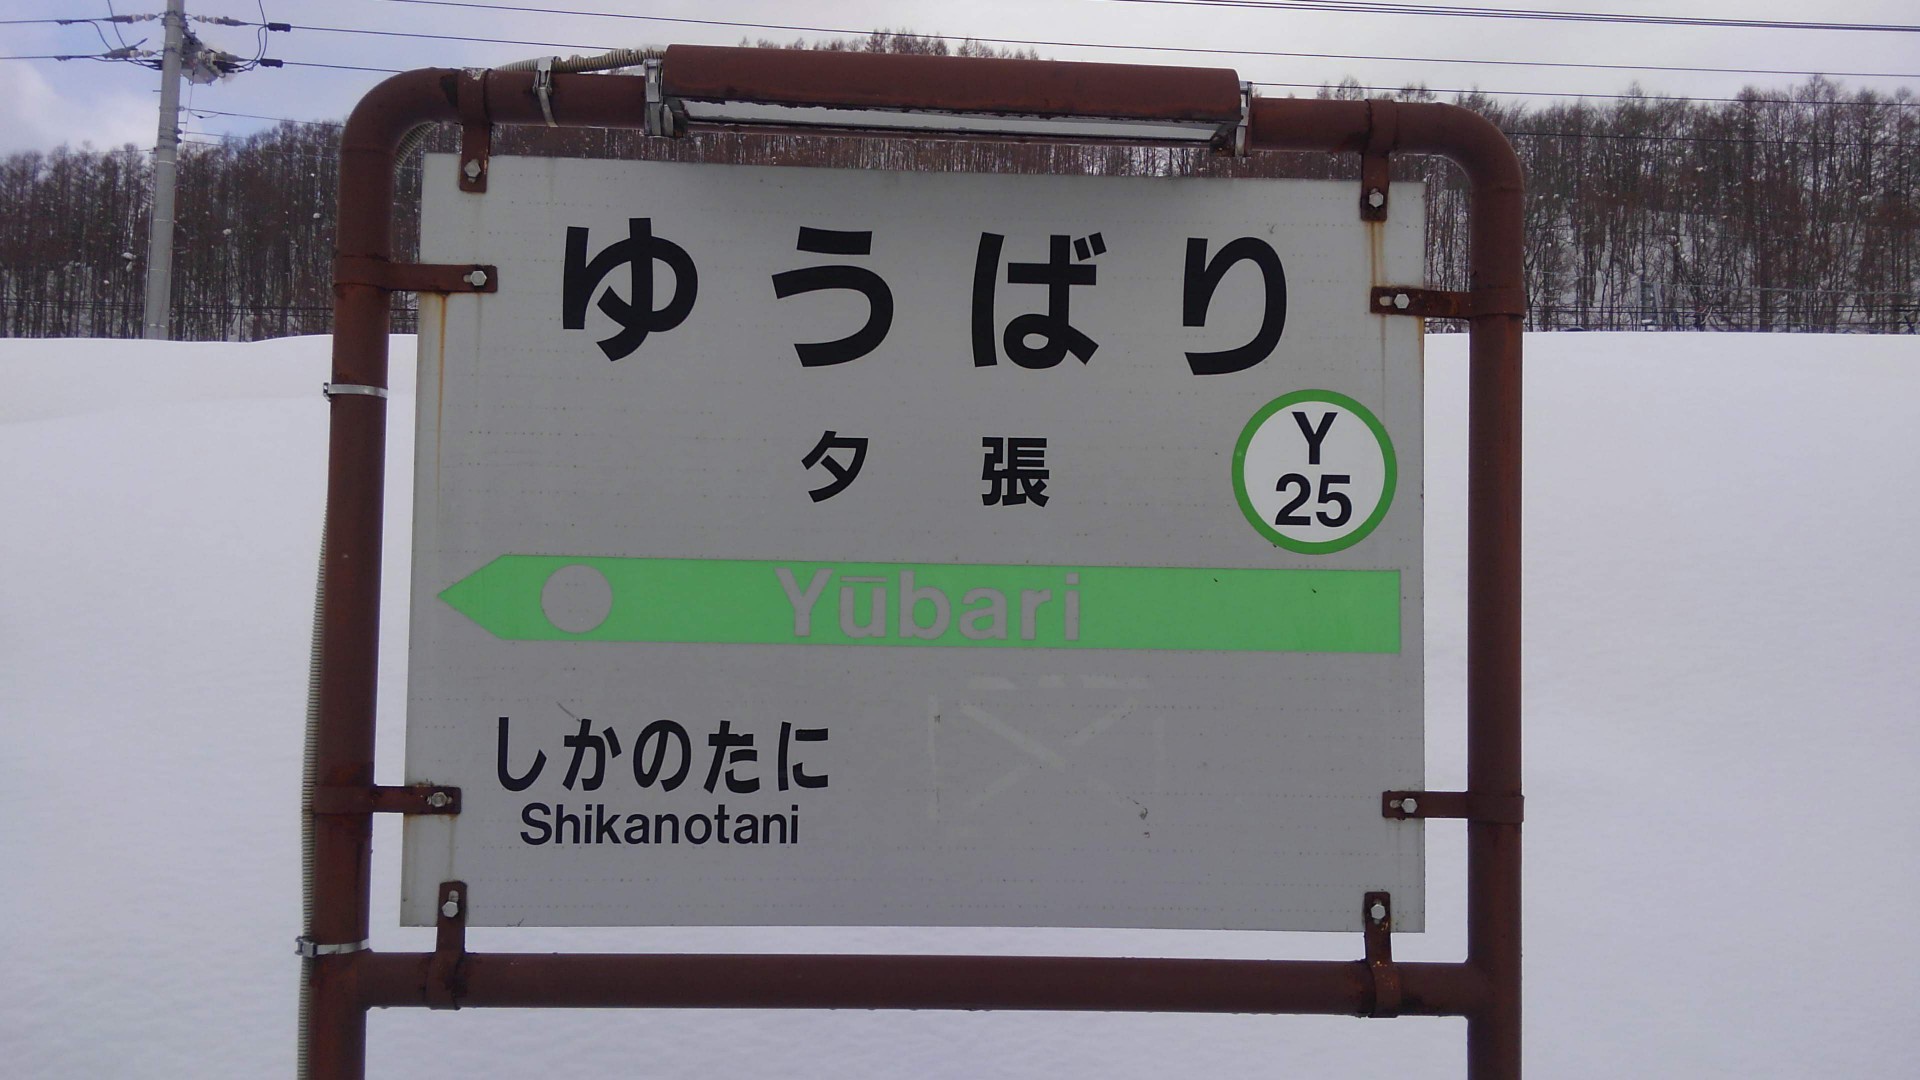 ゆうばり
夕張
Y
25
Yūbari
しかのたに
Shikanotani